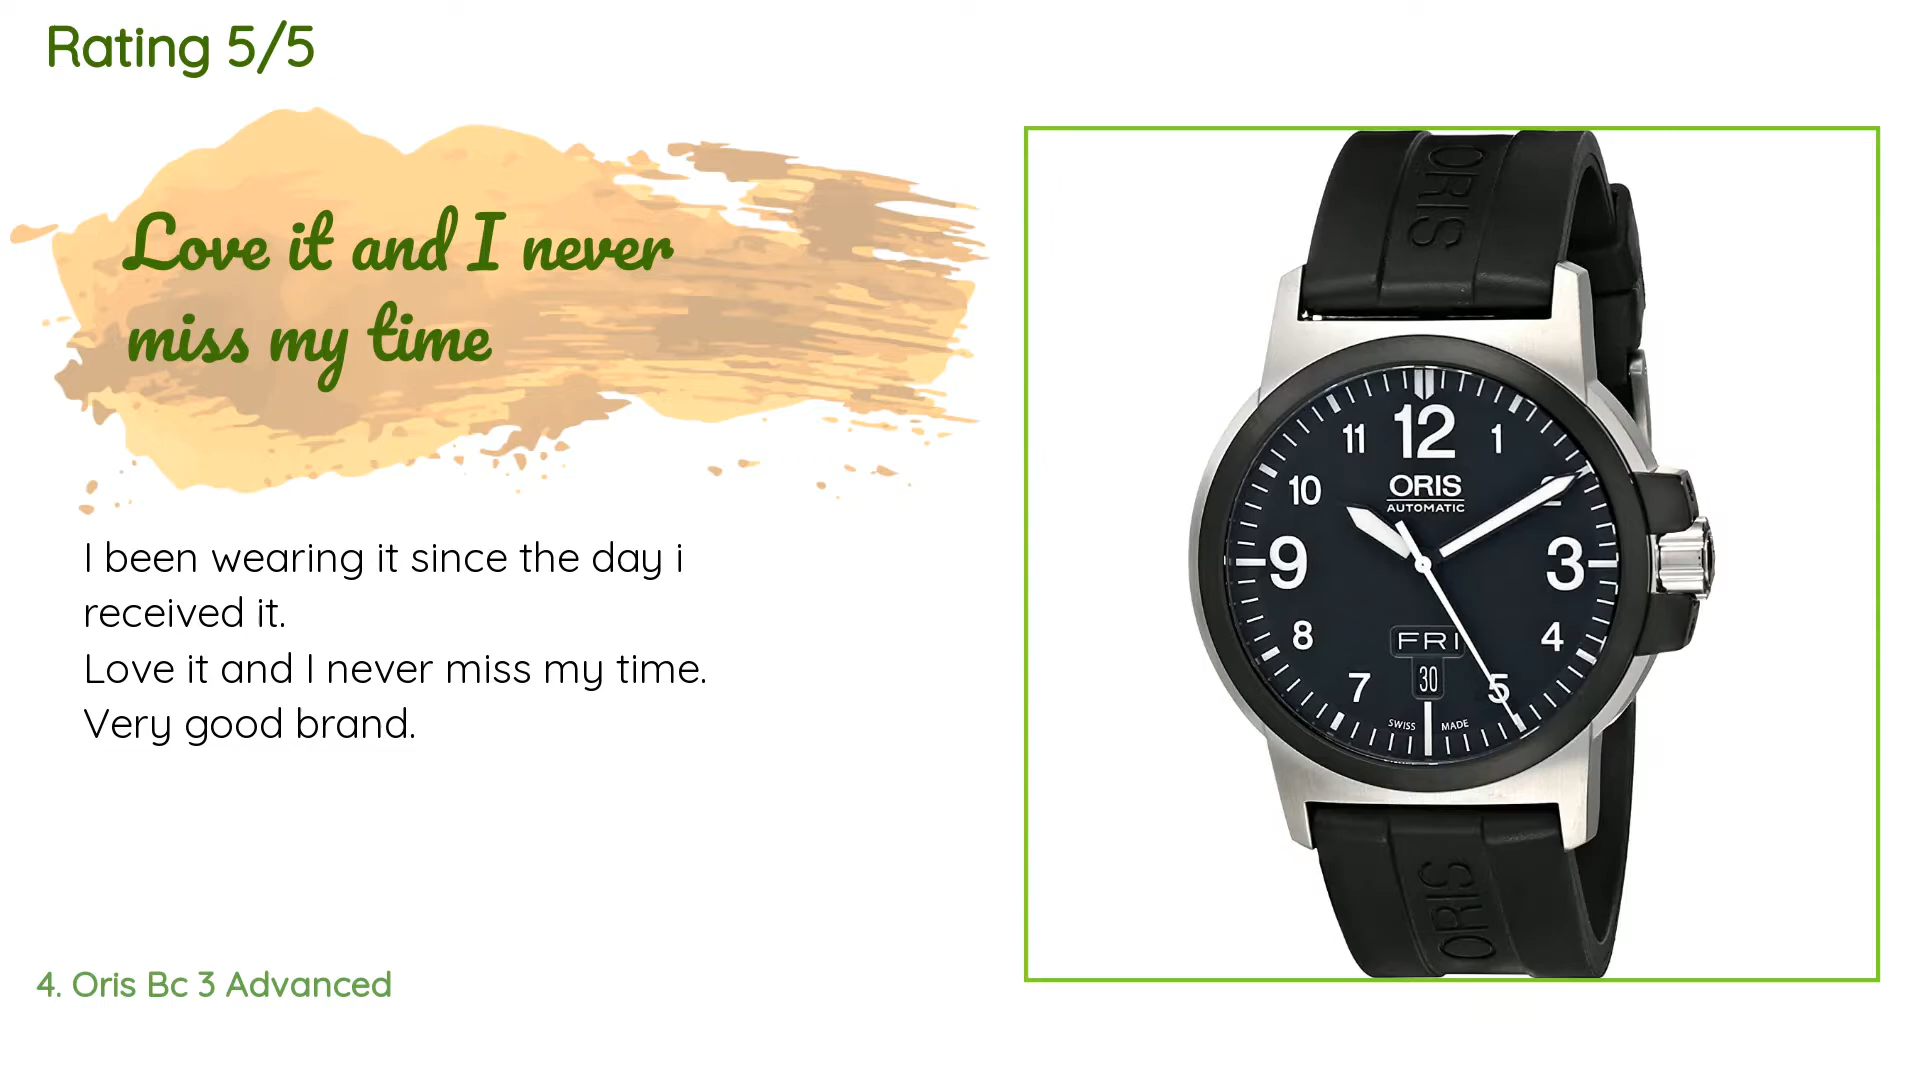 Rating 5/5
Love it and I never
miss my time
I been wearing it since the day i
received it.
Love it and I never miss my time.
Very good brand.
4. Oris Bc 3 Advanced
ORIS
12
11
1
10
2
ORIS
AUTOMATIC
9
3
8
4
FRI
7
30
5
SWISS MADE
ORIS